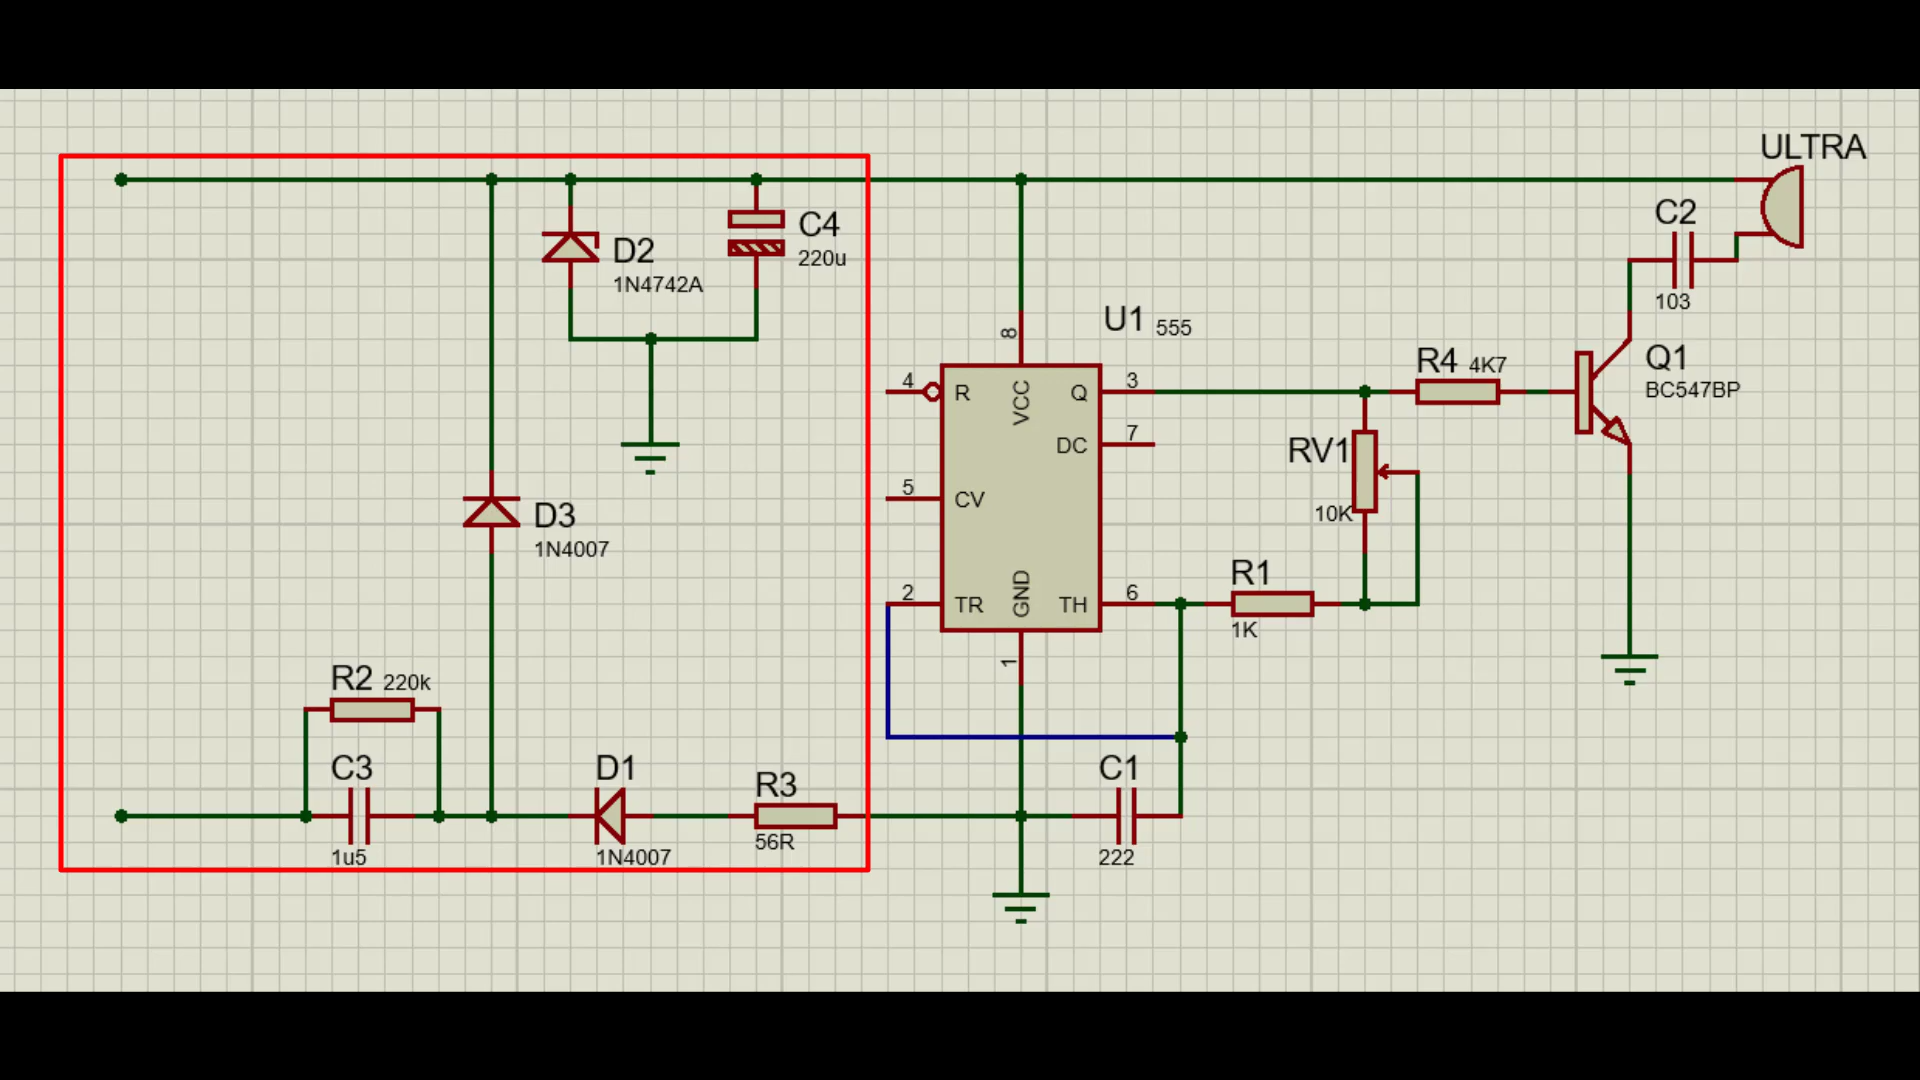 ULTRA
C2
103
C4
220u
D2
1N4742A
U1 555
8
4
R
VCC
Q
3
R4 4K7
Q1
BC547BP
DC
7
RV1
10K
5
CV
D3
1N4007
2
TR
GND
TH
6
R1
1K
1
R2 220k
C3
1u5
D1
1N4007
R3
56R
C1
222